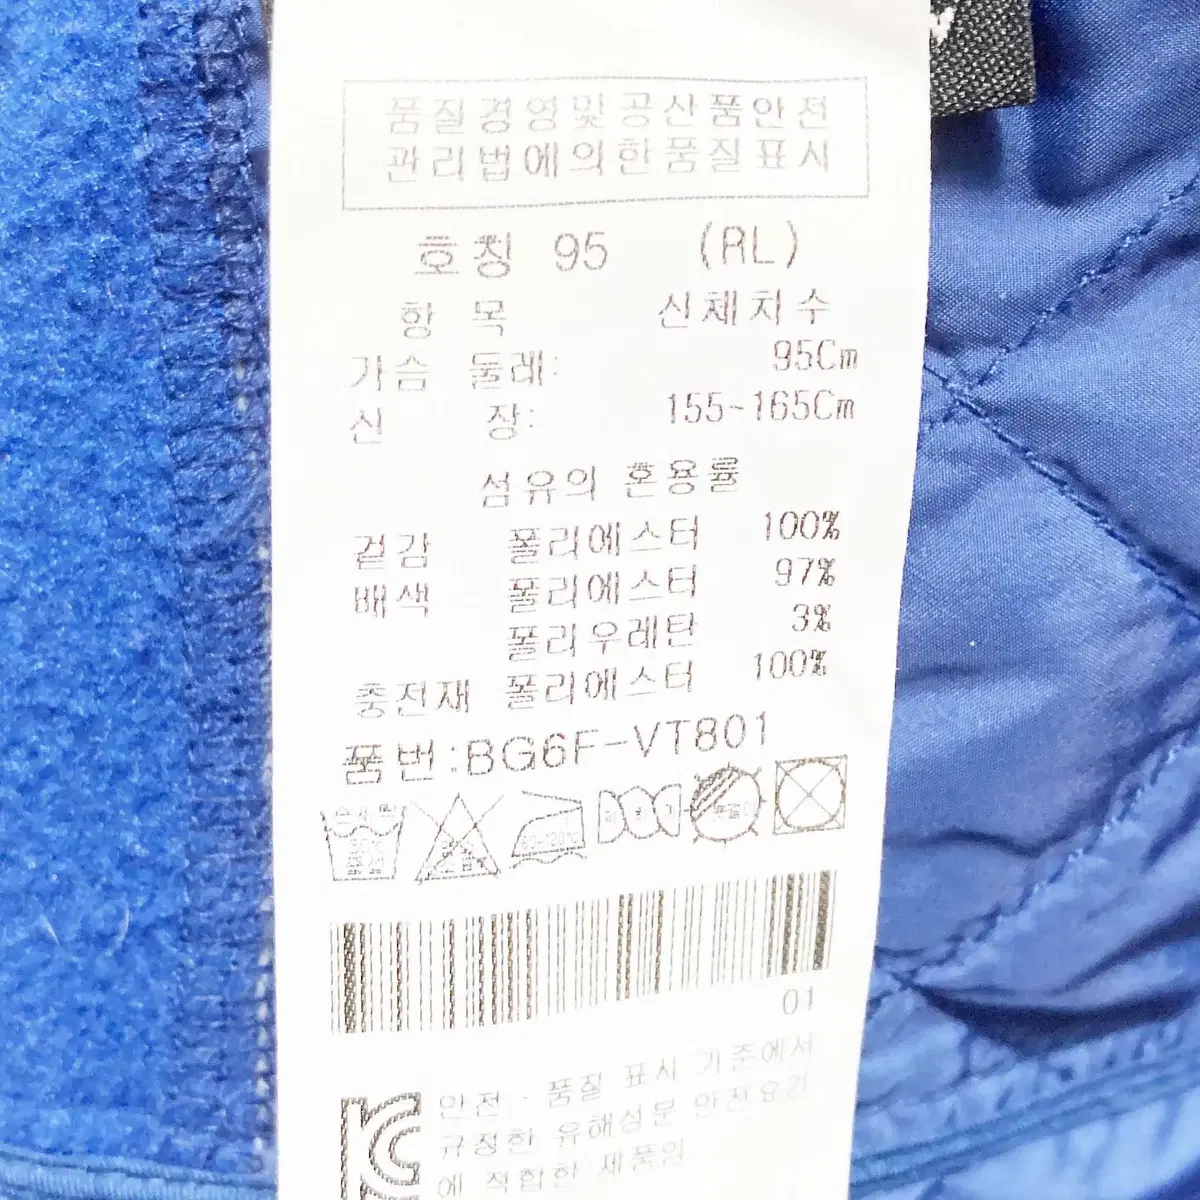 품질경영및공산품안전
관리법에의한품질표시
호칭 95 (RL)
항 목 신체치수
가슴 둘레: 95Cm
신 장: 155-165Cm
섬유의 혼용률
겉감 폴리에스터 100%
배색 폴리에스터 97%
폴리우레탄 3%
충전재 폴리에스터 100%
품번:BG6F-VT801
01
안전·품질 표시 기준에서
규정한 유해성분 안전요건
에 적합한 제품임.